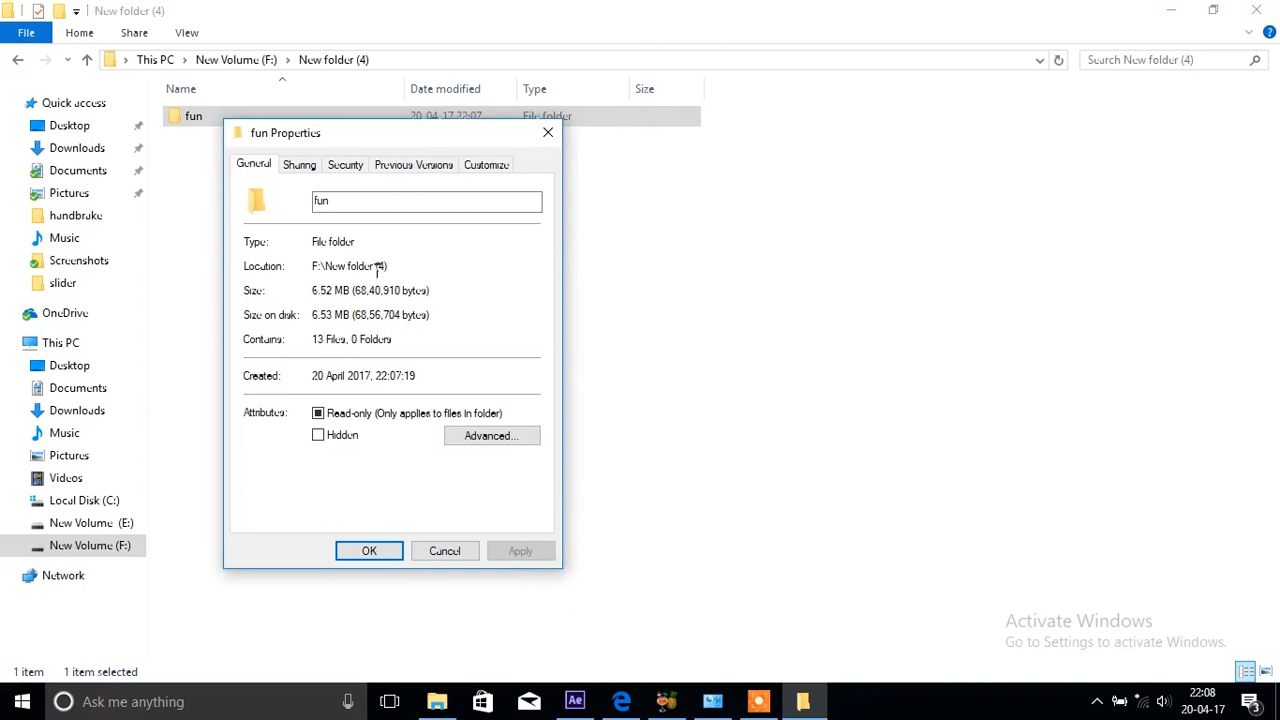 New folder (4)
File Home Share View
This PC New Volume (F:) New folder (4) Search New folder (4)
Name Date modified Type Size
fun 20-04-17 22:07 File folder
Quick access
Desktop
Downloads
Documents
Pictures
handbrake
Music
Screenshots
slider
OneDrive
This PC
Desktop
Documents
Downloads
Music
Pictures
Videos
Local Disk (C:)
New Volume (E:)
New Volume (F:)
Network
fun Properties
General Sharing Security Previous Versions Customize
fun
Type: File folder
Location: F:\New folder (4)
Size: 6.52 MB (68,40,910 bytes)
Size on disk: 6.53 MB (68,56,704 bytes)
Contains: 13 Files, 0 Folders
Created: 20 April 2017, 22:07:19
Attributes: Read-only (Only applies to files in folder)
Hidden Advanced...
OK Cancel Apply
Activate Windows
Go to Settings to activate Windows.
1 item 1 item selected
Ask me anything Ae 22:08
20-04-17 3